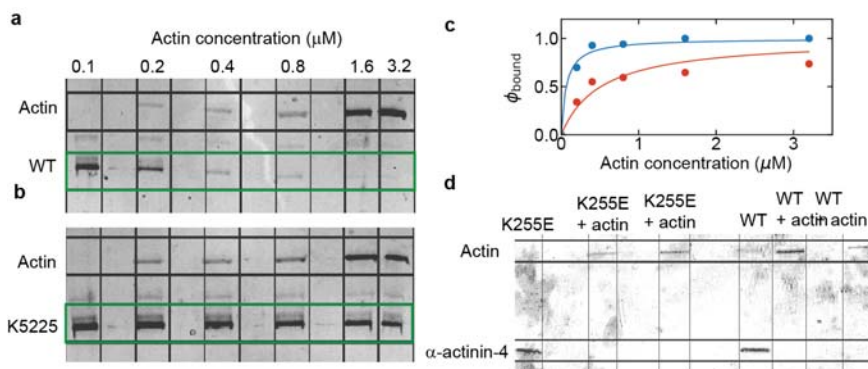 a
Actin concentration (μM)
0.1 0.2 0.4 0.8 1.6 3.2
Actin
WT
b
Actin
K5225
c
1.0
0.5
0.0
ϕbound
0 1 2 3
Actin concentration (μM)
d
K255E
K255E
+ actin
K255E
+ actin
WT
WT
+ actin
WT
+ actin
Actin
α-actinin-4